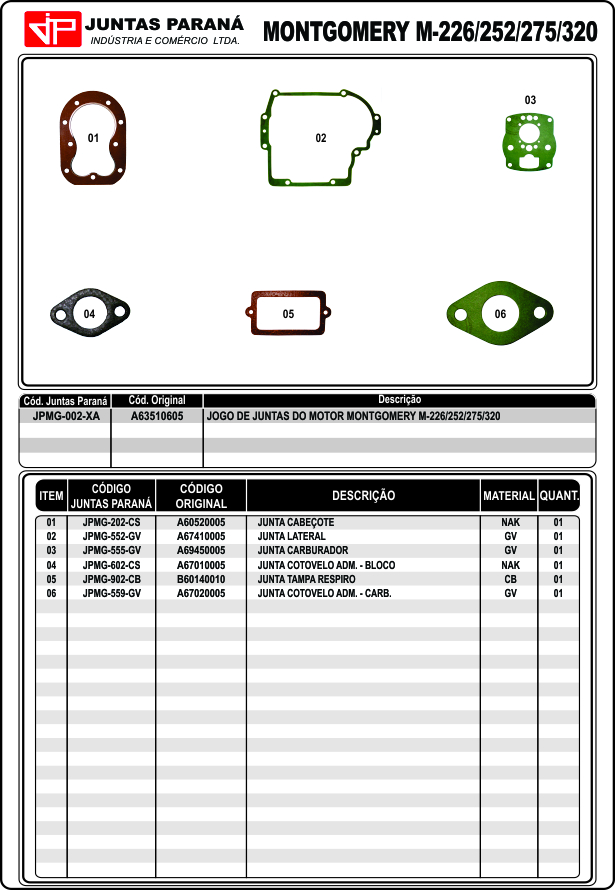 JP JUNTAS PARANÁ
INDÚSTRIA E COMÉRCIO LTDA.
MONTGOMERY M-226/252/275/320
01
02
03
04
05
06
Cód. Juntas Paraná Cód. Original Descrição
JPMG-002-XA A63510605 JOGO DE JUNTAS DO MOTOR MONTGOMERY M-226/252/275/320
ITEM CÓDIGO JUNTAS PARANÁ CÓDIGO ORIGINAL DESCRIÇÃO MATERIAL QUANT.
01 JPMG-202-CS A60520005 JUNTA CABEÇOTE NAK 01
02 JPMG-552-GV A67410005 JUNTA LATERAL GV 01
03 JPMG-555-GV A69450005 JUNTA CARBURADOR GV 01
04 JPMG-602-CS A67010005 JUNTA COTOVELO ADM. - BLOCO NAK 01
05 JPMG-902-CB B60140010 JUNTA TAMPA RESPIRO CB 01
06 JPMG-559-GV A67020005 JUNTA COTOVELO ADM. - CARB. GV 01